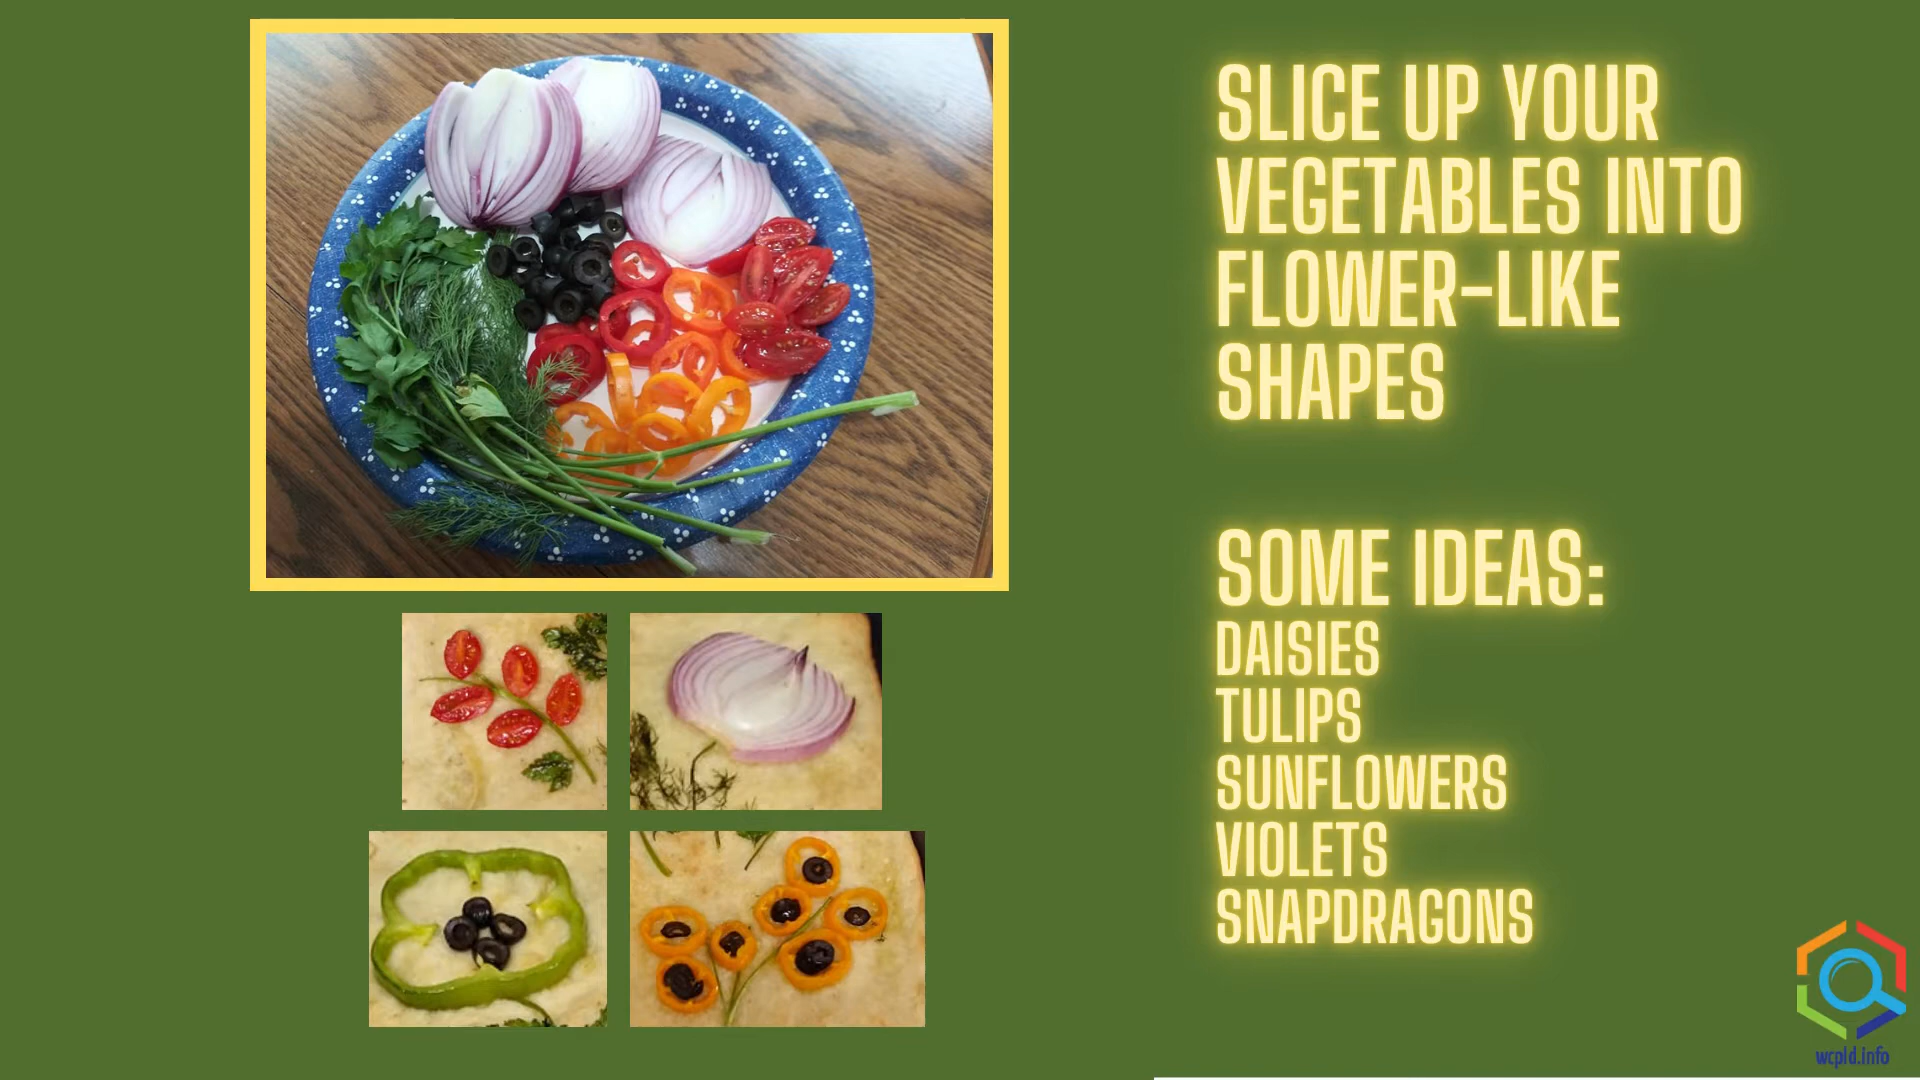 SLICE UP YOUR
VEGETABLES INTO
FLOWER-LIKE
SHAPES
SOME IDEAS:
DAISIES
TULIPS
SUNFLOWERS
VIOLETS
SNAPDRAGONS
wcpld.info